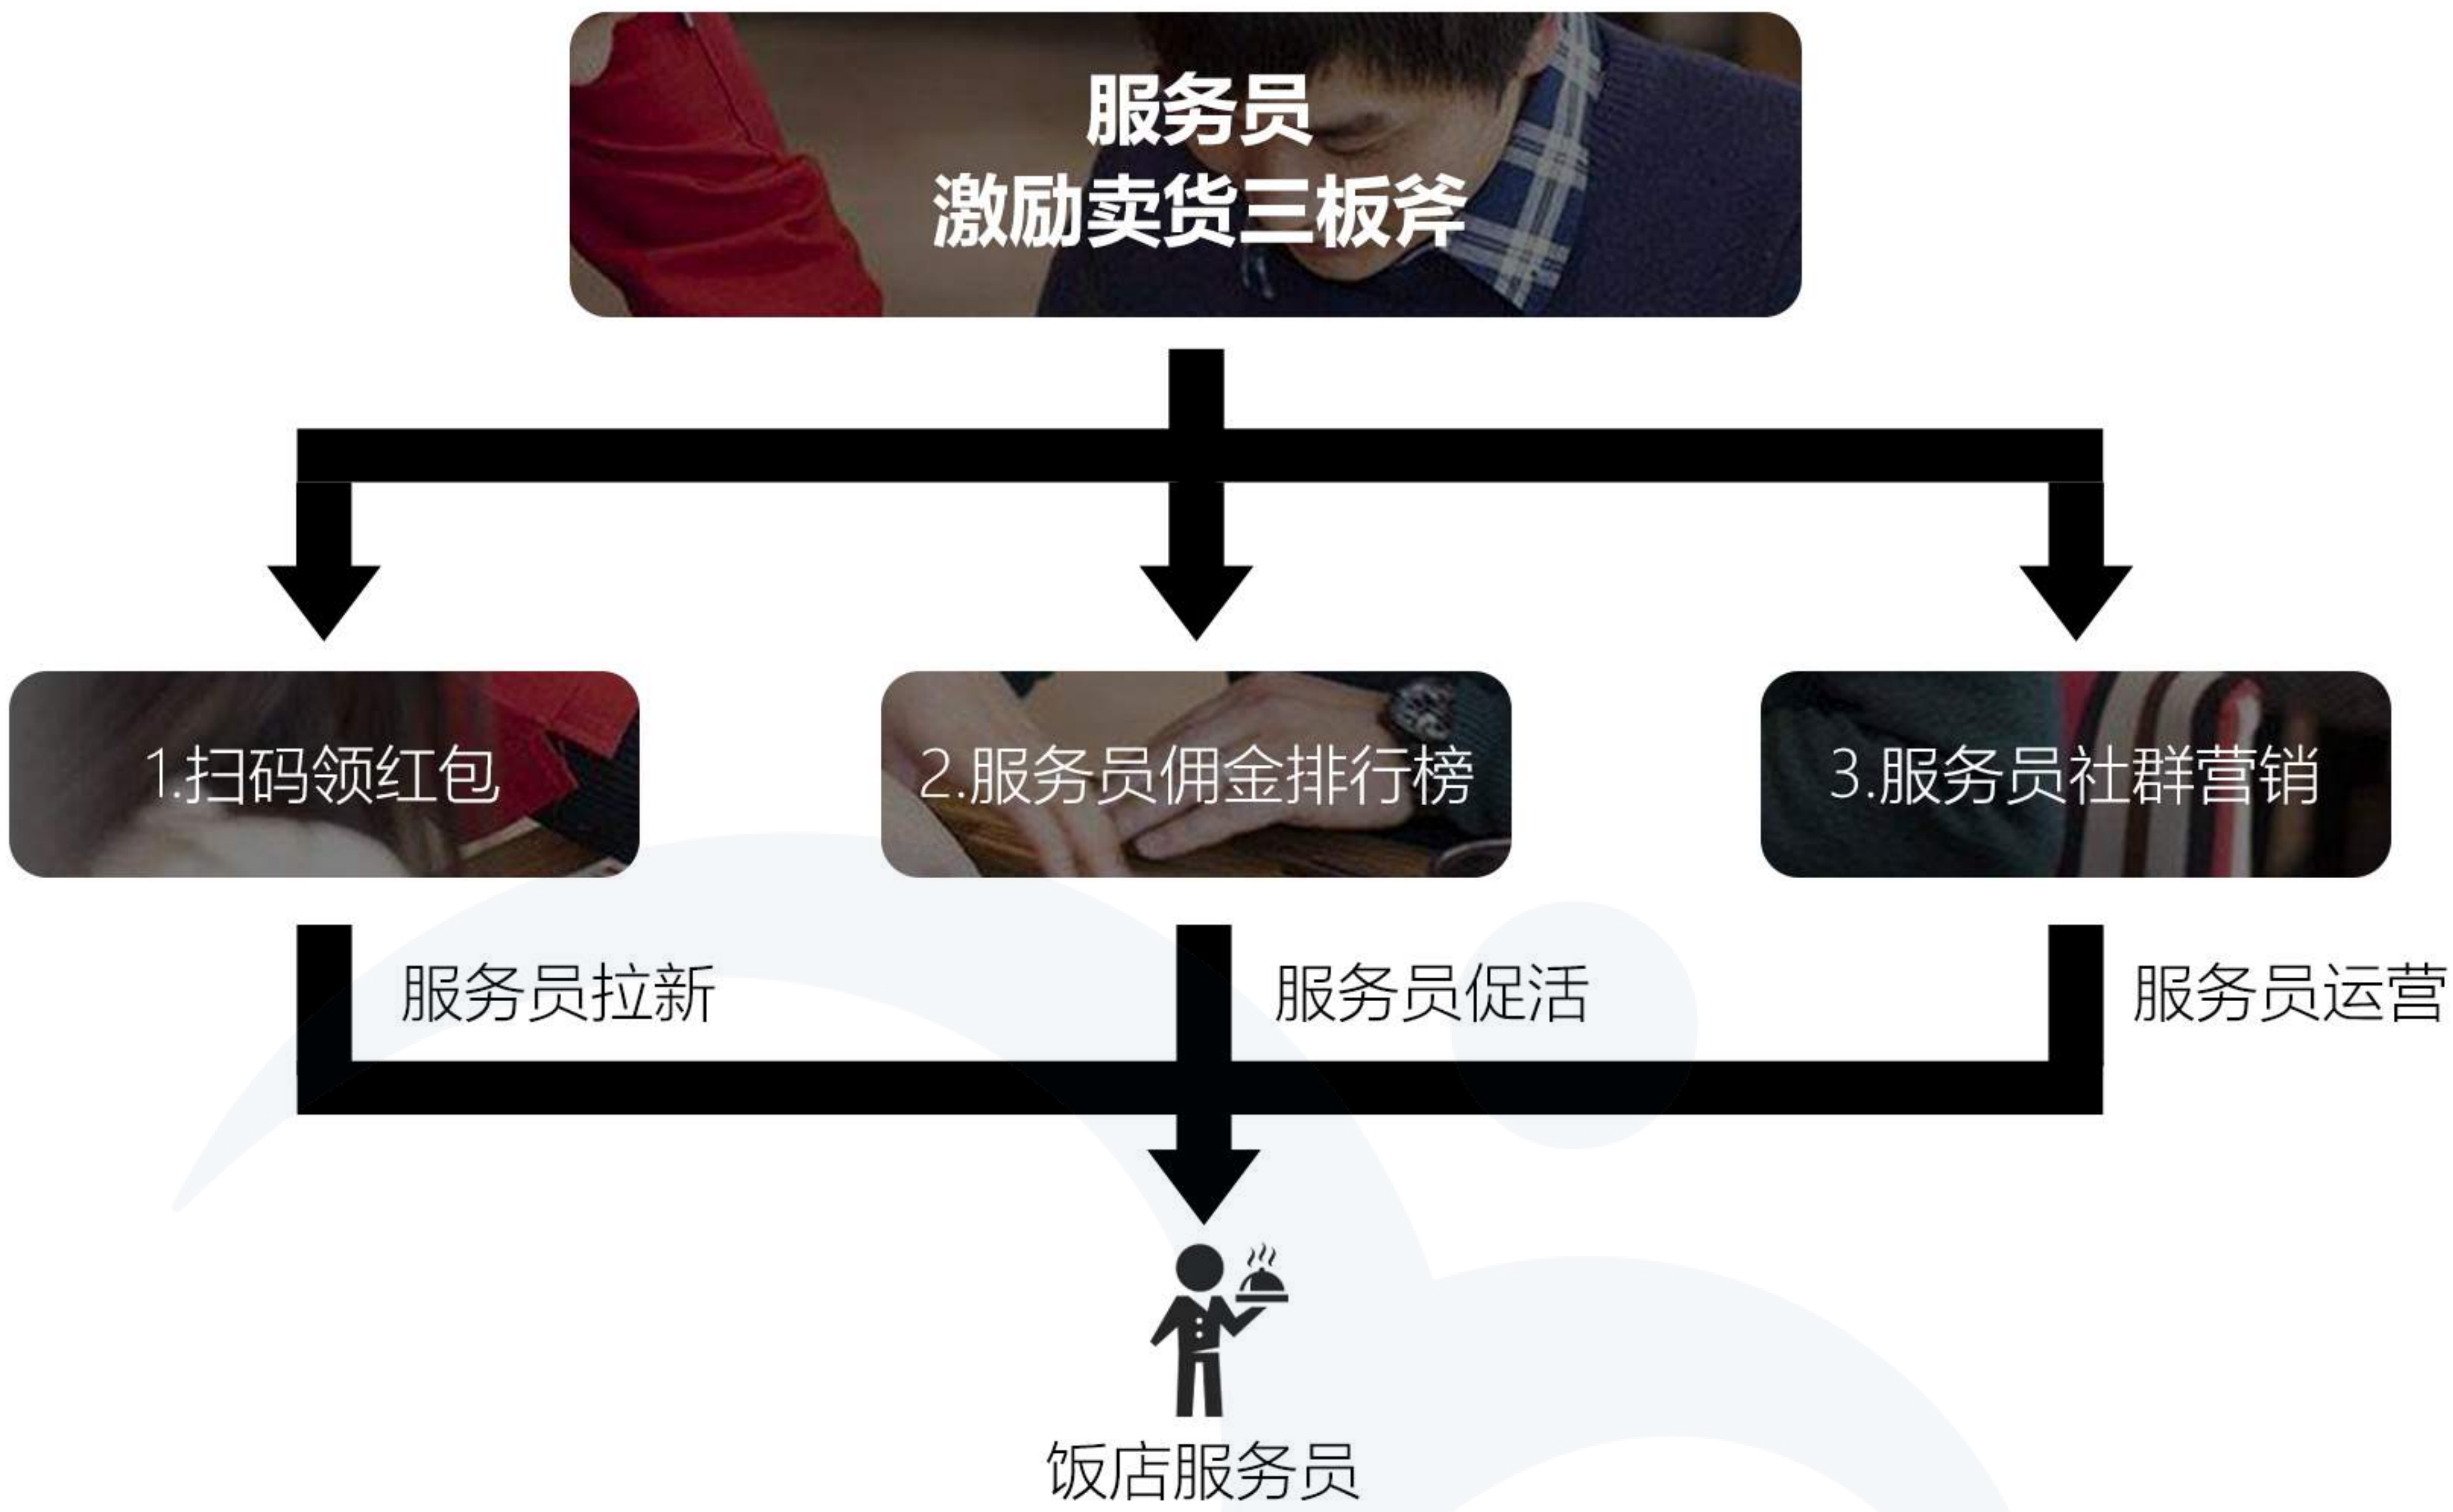 服务员
激励卖货三板斧
1.扫码领红包
2.服务员佣金排行榜
3.服务员社群营销
服务员拉新
服务员促活
服务员运营
饭店服务员